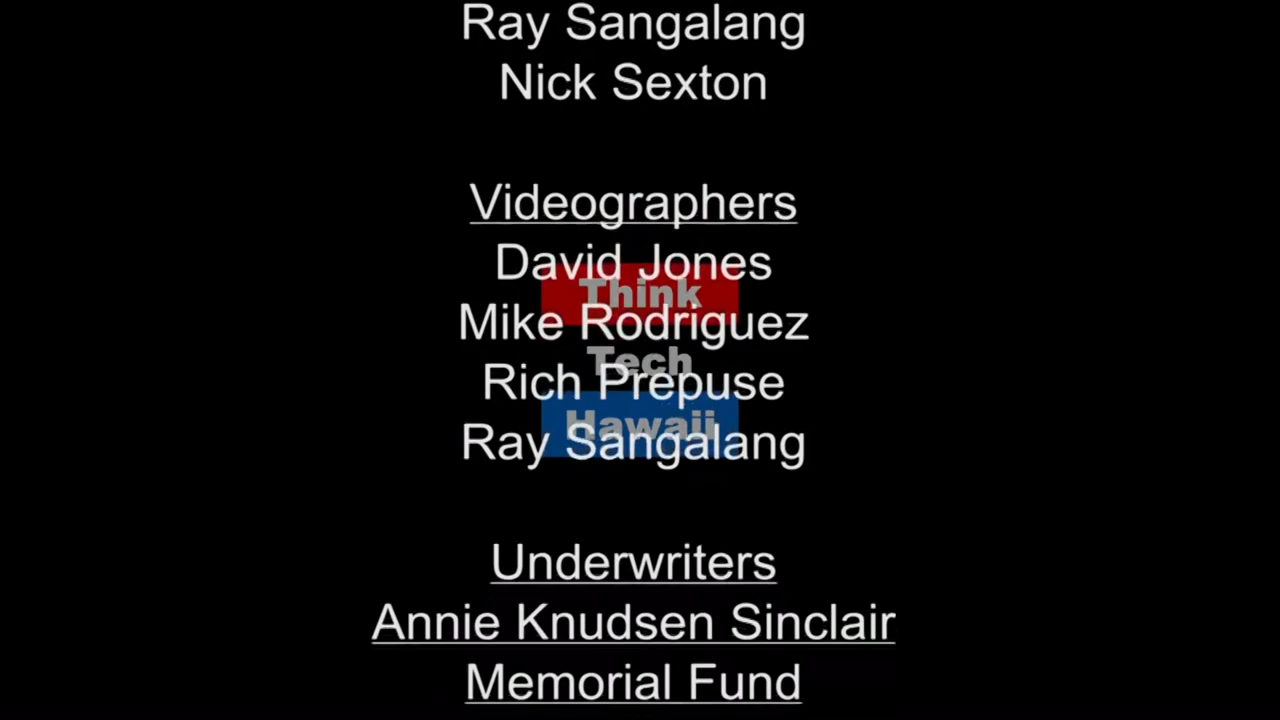 Ray Sangalang
Nick Sexton
Videographers
David Jones
Think
Mike Rodriguez
Tech
Rich Prepuse
Hawaii
Ray Sangalang
Underwriters
Annie Knudsen Sinclair
Memorial Fund